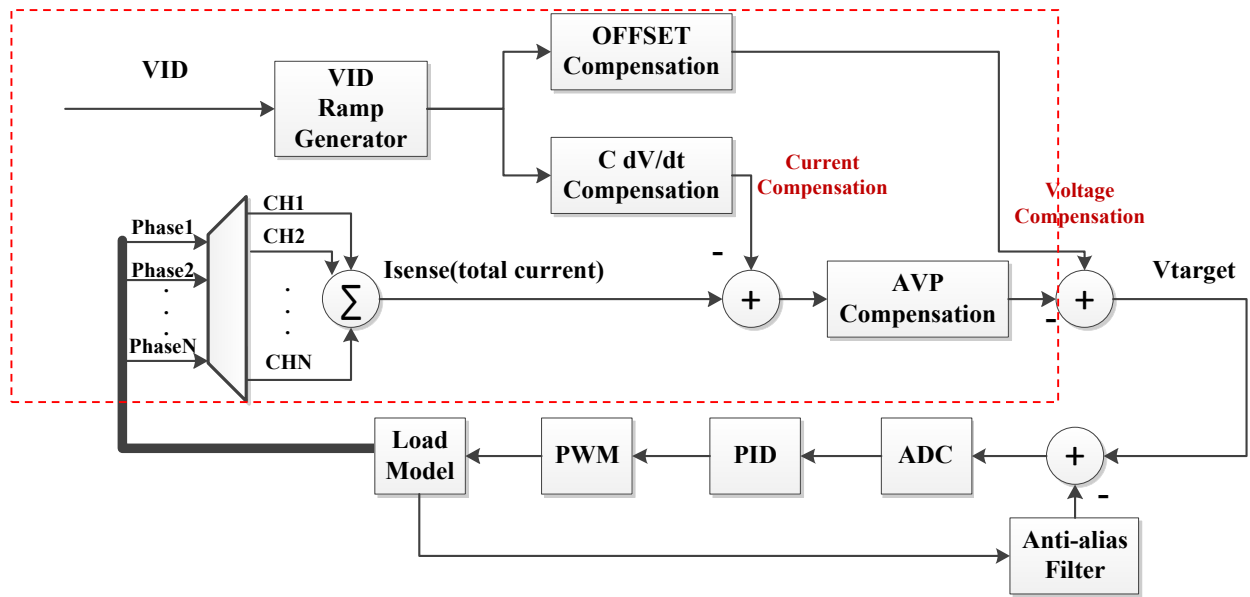 OFFSET
Compensation
VID
VID
Ramp
Generator
C dV/dt
Compensation
Current
Compensation
Voltage
Compensation
-
Phase1
Phase2
.
.
.
PhaseN
CH1
CH2
.
.
.
CHN
∑
Isense(total current)
+
AVP
Compensation
-
+
Vtarget
Load
Model
PWM
PID
ADC
+
-
Anti-alias
Filter